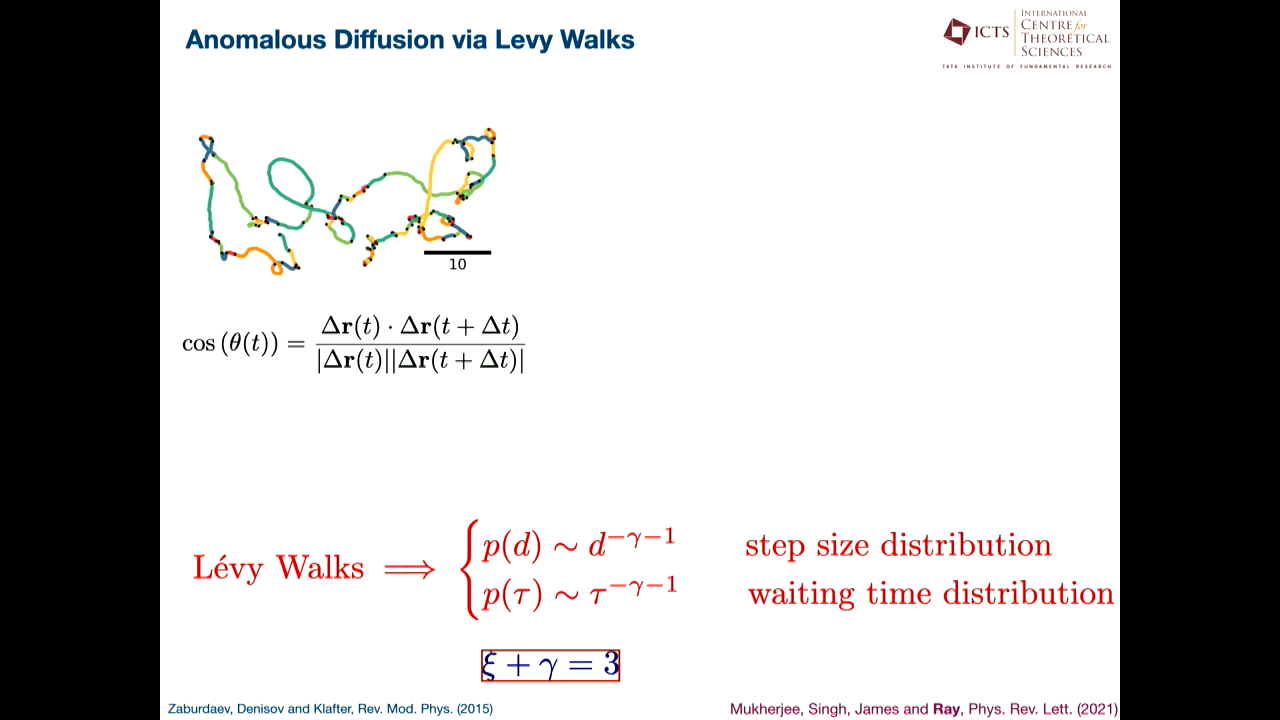 Anomalous Diffusion via Levy Walks
ICTS
INTERNATIONAL
CENTRE for
THEORETICAL
SCIENCES
TATA INSTITUTE OF FUNDAMENTAL RESEARCH
10
cos (θ(t)) = Δr(t) · Δr(t + Δt) / |Δr(t)||Δr(t + Δt)|
Lévy Walks ⟹ { p(d) ∼ d^{−γ−1} step size distribution
p(τ) ∼ τ^{−γ−1} waiting time distribution
ξ + γ = 3
Zaburdaev, Denisov and Klafter, Rev. Mod. Phys. (2015)
Mukherjee, Singh, James and Ray, Phys. Rev. Lett. (2021)